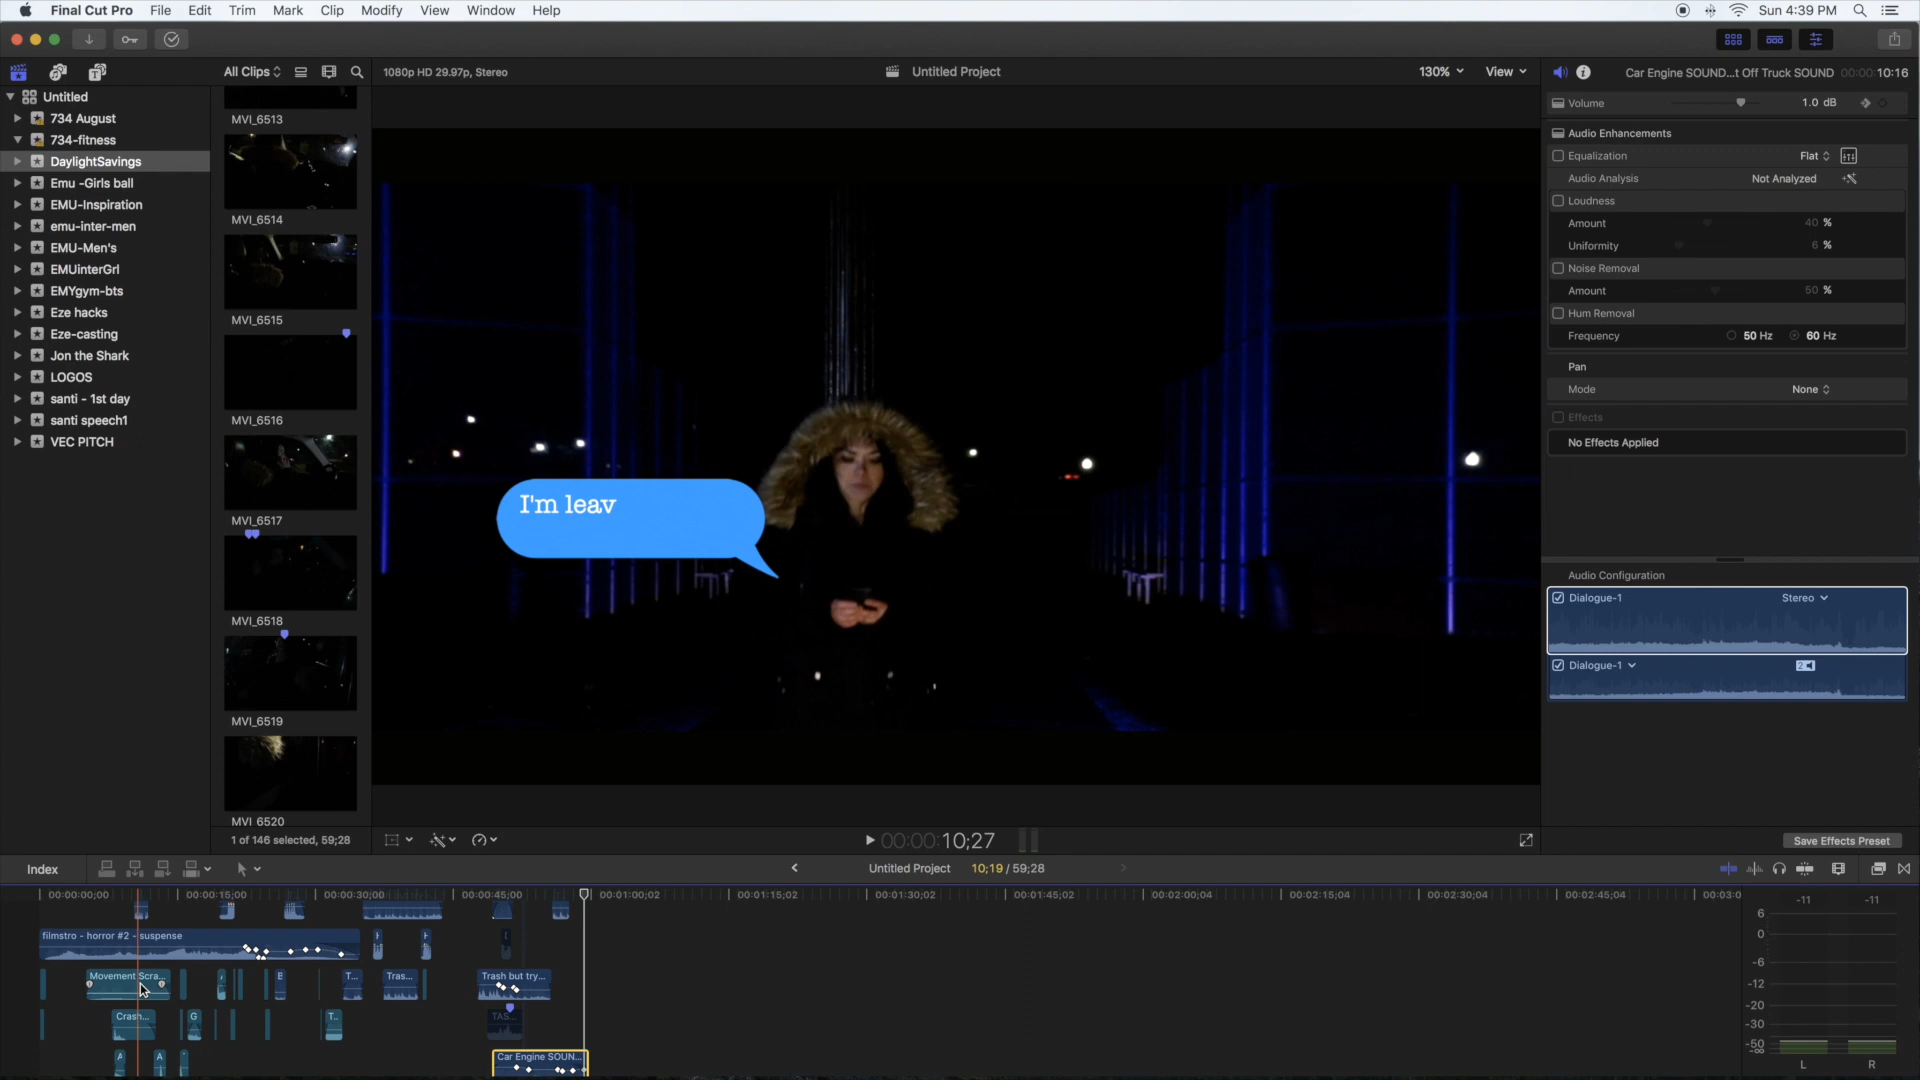 Final Cut Pro File Edit Trim Mark Clip Modify View Window Help
Sun 4:39 PM
All Clips
1080p HD 29.97p, Stereo
Untitled Project
130%
View
Car Engine SOUND...t Off Truck SOUND
00:00:10:16
Untitled
734 August
734-fitness
DaylightSavings
Emu -Girls ball
EMU-Inspiration
emu-inter-men
EMU-Men's
EMUinterGrl
EMYgym-bts
Eze hacks
Eze-casting
Jon the Shark
LOGOS
santi - 1st day
santi speech1
VEC PITCH
MVI_6513
MVI_6514
MVI_6515
MVI_6516
MVI_6517
MVI_6518
MVI_6519
MVI_6520
1 of 146 selected, 59;28
I'm leav
00:00:10;27
Volume
1.0 dB
Audio Enhancements
Equalization
Flat
Audio Analysis
Not Analyzed
Loudness
Amount
40 %
Uniformity
6 %
Noise Removal
Amount
50 %
Hum Removal
Frequency
50 Hz
60 Hz
Pan
Mode
None
Effects
No Effects Applied
Audio Configuration
Dialogue-1
Stereo
Dialogue-1
2
Save Effects Preset
Index
Untitled Project
10;19 / 59;28
00:00:00;00 00:00:15;00 00:00:30;00 00:00:45;00 00:01:00;02 00:01:15;02 00:01:30;02 00:01:45;02 00:02:00;04 00:02:15;04 00:02:30;04 00:02:45;04 00:03:0
filmstro - horror #2 - suspense
Movement Scra...
E
T...
Tras...
Trash but try...
Crash...
G
T..
TAS...
A
A
Car Engine SOUN...
-11 -11
6
0
-6
-12
-20
-30
-50
-∞
L R